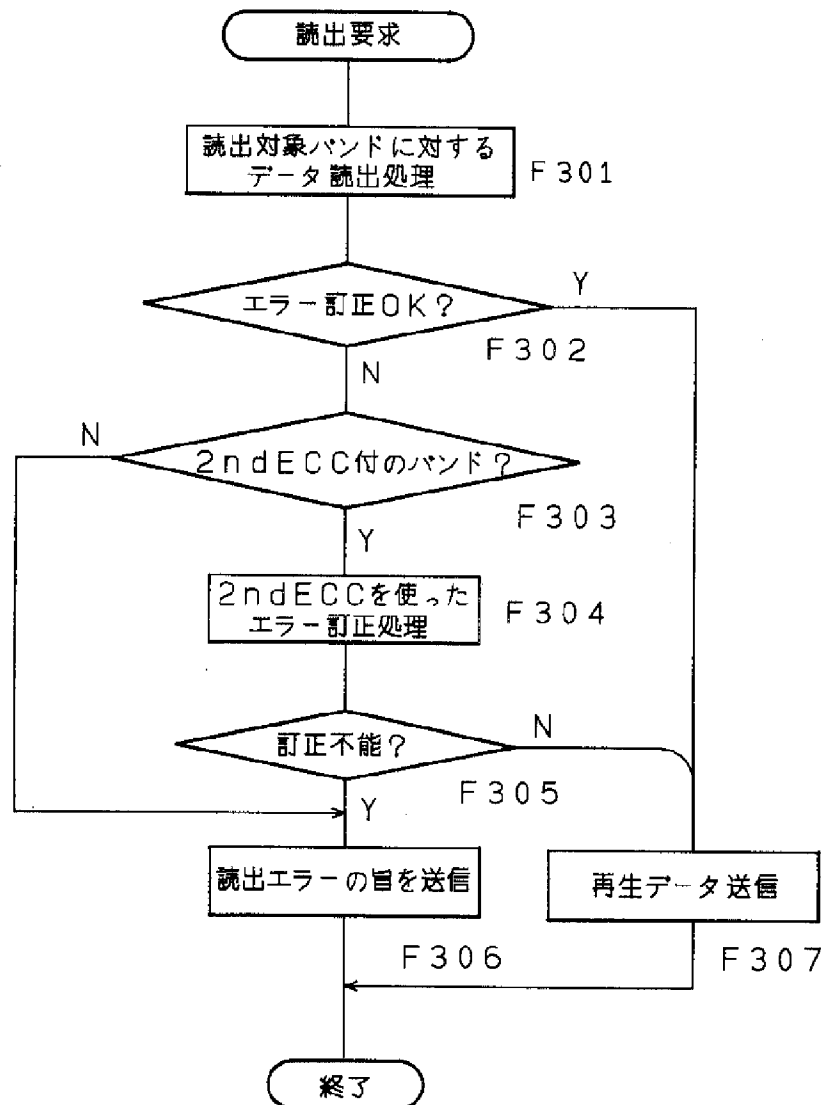 読出要求
読出対象バンドに対する
データ読出処理
F301
エラー訂正OK?
Y
F302
N
2ndECC付のバンド?
N
F303
Y
2ndECCを使った
エラー訂正処理
F304
訂正不能?
N
F305
Y
読出エラーの旨を送信
再生データ送信
F306
F307
終了